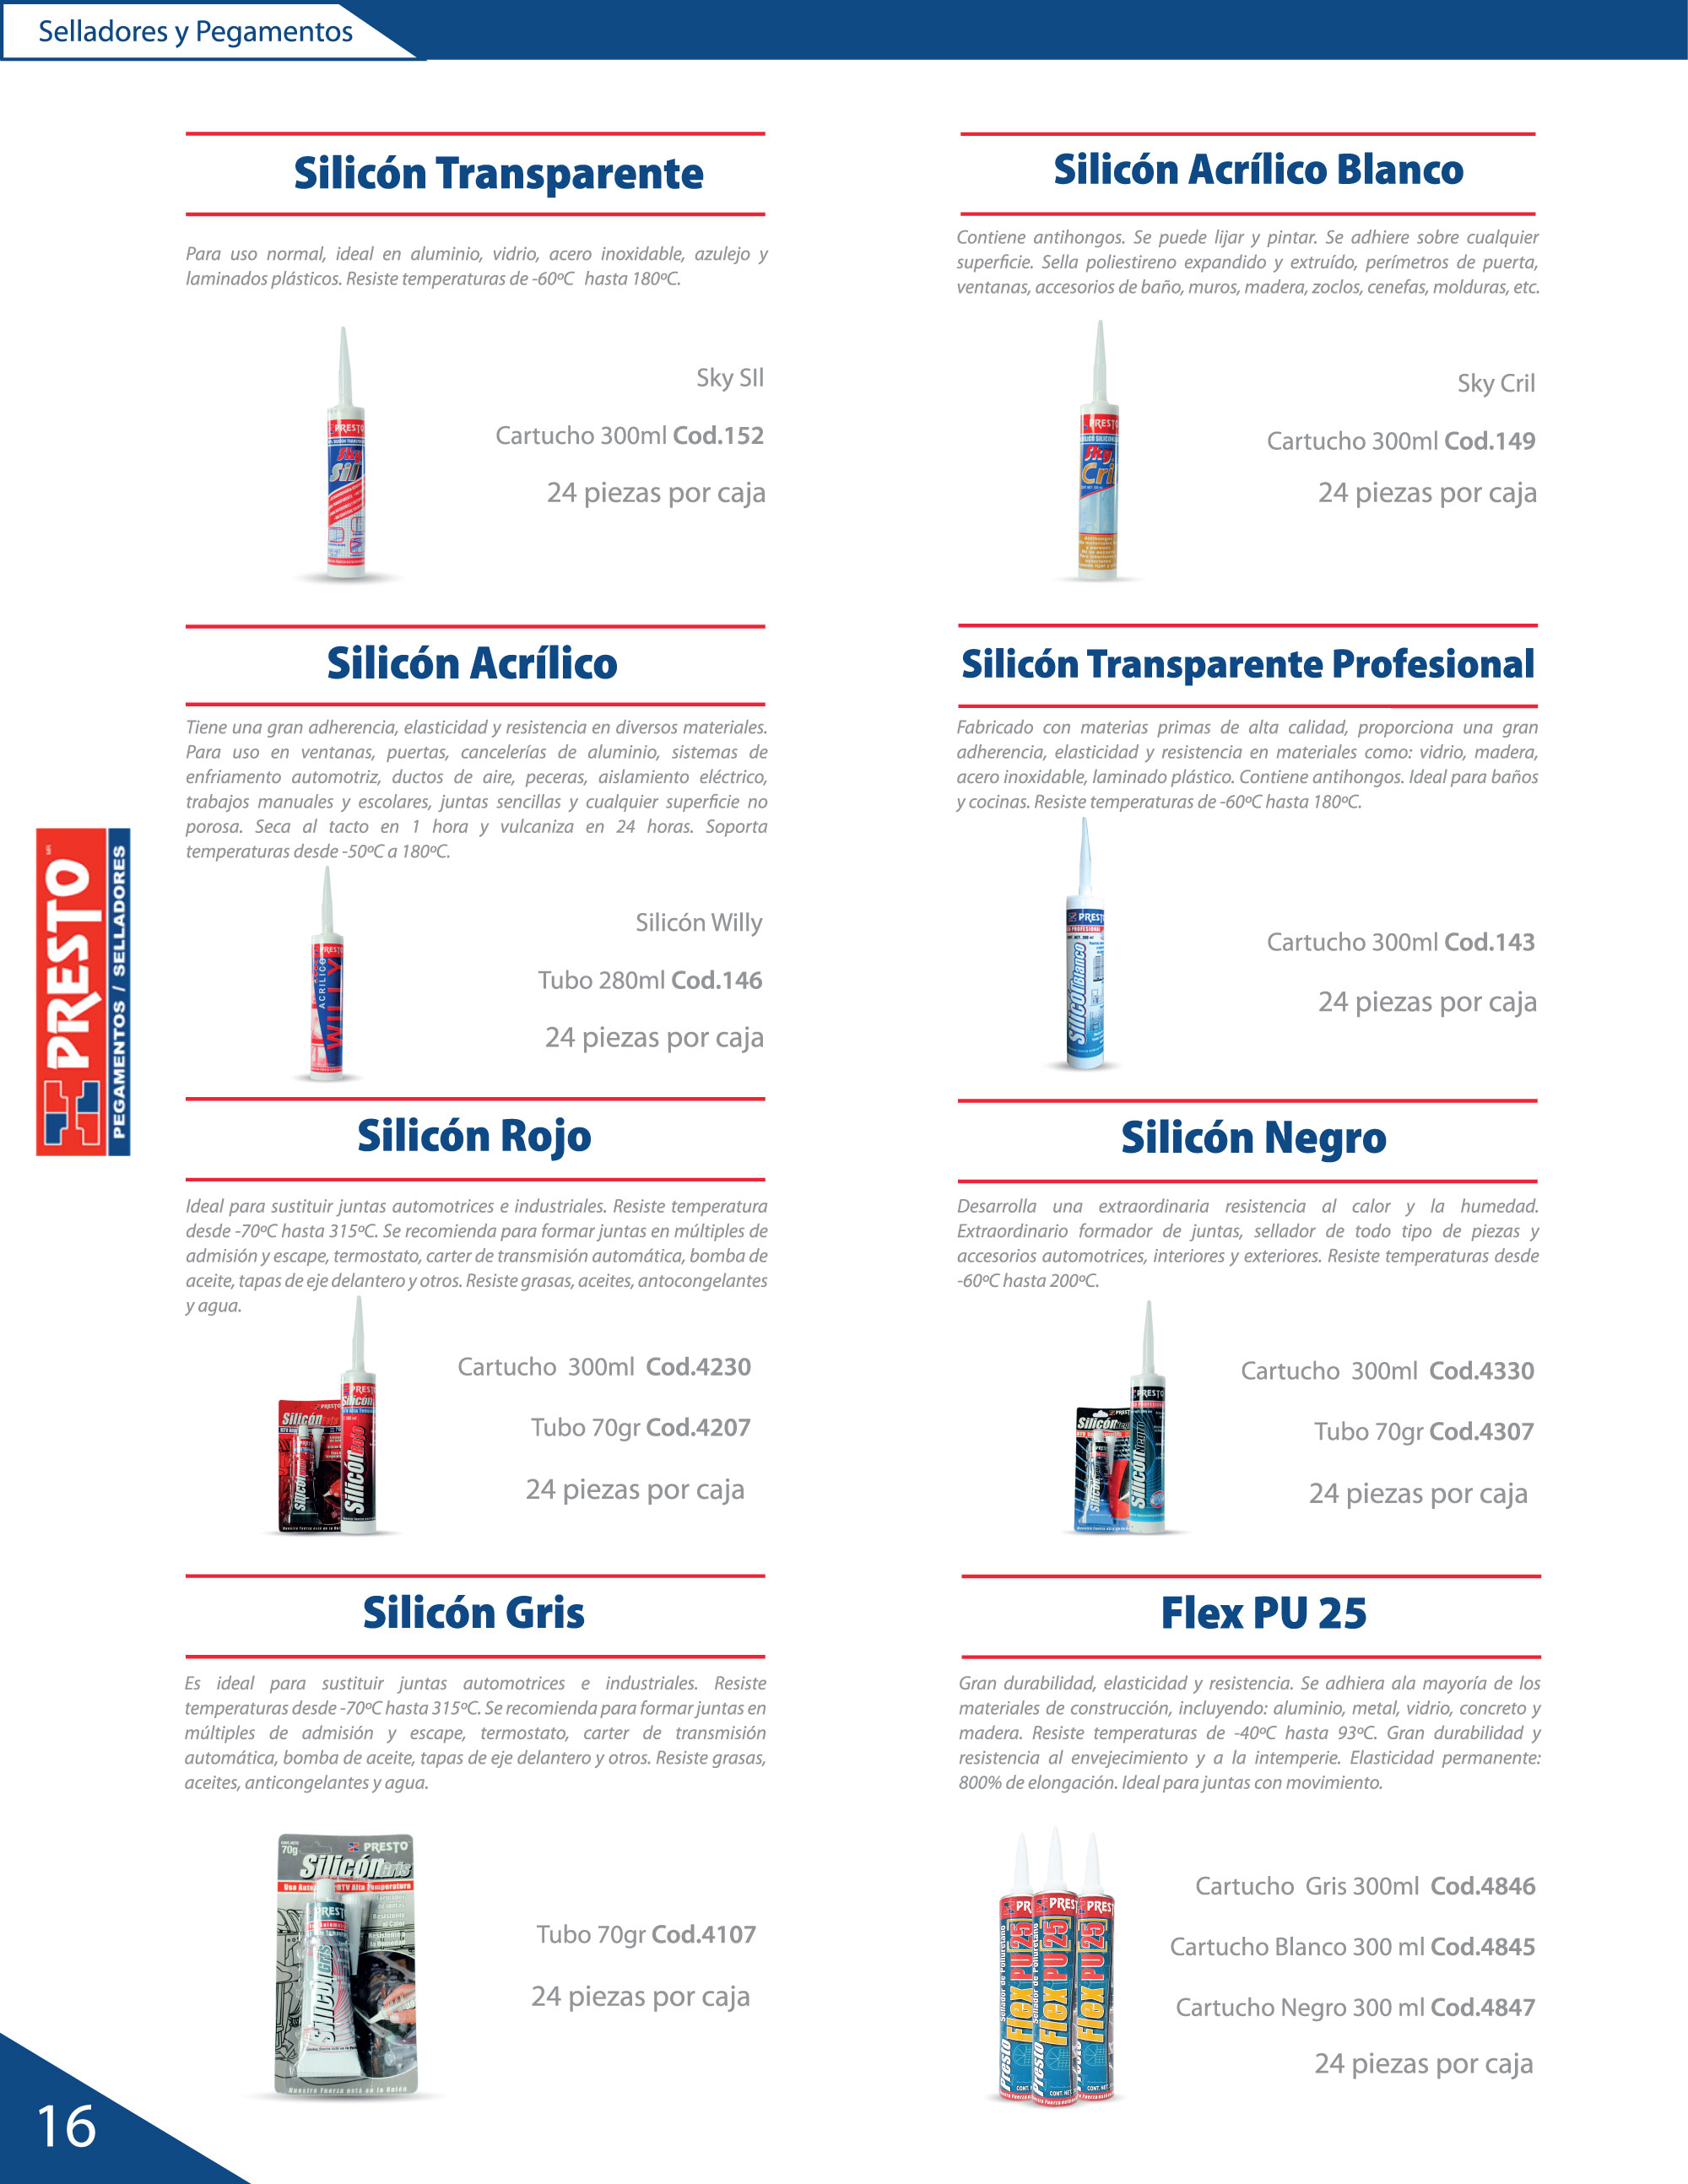 Selladores y Pegamentos
Silicón Transparente
Para uso normal, ideal en aluminio, vidrio, acero inoxidable, azulejo y
laminados plásticos. Resiste temperaturas de -60ºC hasta 180ºC.
Sky SIl
Cartucho 300ml Cod.152
24 piezas por caja
Silicón Acrílico Blanco
Contiene antihongos. Se puede lijar y pintar. Se adhiere sobre cualquier
superficie. Sella poliestireno expandido y extruído, perímetros de puerta,
ventanas, accesorios de baño, muros, madera, zoclos, cenefas, molduras, etc.
Sky Cril
Cartucho 300ml Cod.149
24 piezas por caja
Silicón Acrílico
Tiene una gran adherencia, elasticidad y resistencia en diversos materiales.
Para uso en ventanas, puertas, cancelerías de aluminio, sistemas de
enfriamento automotriz, ductos de aire, peceras, aislamiento eléctrico,
trabajos manuales y escolares, juntas sencillas y cualquier superficie no
porosa. Seca al tacto en 1 hora y vulcaniza en 24 horas. Soporta
temperaturas desde -50ºC a 180ºC.
Silicón Willy
Tubo 280ml Cod.146
24 piezas por caja
Silicón Transparente Profesional
Fabricado con materias primas de alta calidad, proporciona una gran
adherencia, elasticidad y resistencia en materiales como: vidrio, madera,
acero inoxidable, laminado plástico. Contiene antihongos. Ideal para baños
y cocinas. Resiste temperaturas de -60ºC hasta 180ºC.
Cartucho 300ml Cod.143
24 piezas por caja
PRESTO
PEGAMENTOS / SELLADORES
Silicón Rojo
Ideal para sustituir juntas automotrices e industriales. Resiste temperatura
desde -70ºC hasta 315ºC. Se recomienda para formar juntas en múltiples de
admisión y escape, termostato, carter de transmisión automática, bomba de
aceite, tapas de eje delantero y otros. Resiste grasas, aceites, antocongelantes
y agua.
Cartucho 300ml Cod.4230
Tubo 70gr Cod.4207
24 piezas por caja
Silicón Negro
Desarrolla una extraordinaria resistencia al calor y la humedad.
Extraordinario formador de juntas, sellador de todo tipo de piezas y
accesorios automotrices, interiores y exteriores. Resiste temperaturas desde
-60ºC hasta 200ºC.
Cartucho 300ml Cod.4330
Tubo 70gr Cod.4307
24 piezas por caja
Silicón Gris
Es ideal para sustituir juntas automotrices e industriales. Resiste
temperaturas desde -70ºC hasta 315ºC. Se recomienda para formar juntas en
múltiples de admisión y escape, termostato, carter de transmisión
automática, bomba de aceite, tapas de eje delantero y otros. Resiste grasas,
aceites, anticongelantes y agua.
70g
PRESTO
Silicón Gris
Tubo 70gr Cod.4107
24 piezas por caja
Flex PU 25
Gran durabilidad, elasticidad y resistencia. Se adhiera ala mayoría de los
materiales de construcción, incluyendo: aluminio, metal, vidrio, concreto y
madera. Resiste temperaturas de -40ºC hasta 93ºC. Gran durabilidad y
resistencia al envejecimiento y a la intemperie. Elasticidad permanente:
800% de elongación. Ideal para juntas con movimiento.
Presto Flex PU 25
Cartucho Gris 300ml Cod.4846
Cartucho Blanco 300 ml Cod.4845
Cartucho Negro 300 ml Cod.4847
24 piezas por caja
16